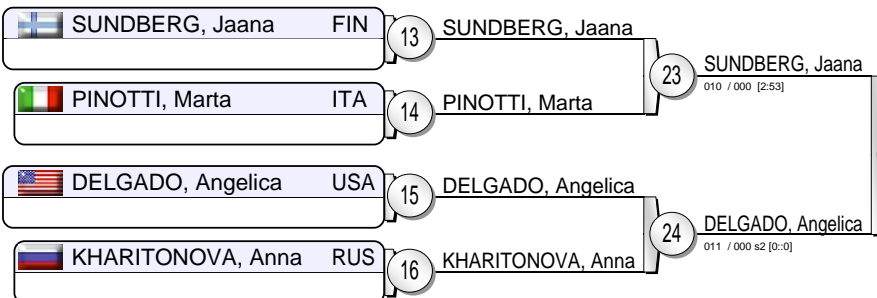 SUNDBERG, Jaana FIN
13
SUNDBERG, Jaana
PINOTTI, Marta ITA
14
PINOTTI, Marta
23
SUNDBERG, Jaana
010 / 000 [2:53]
DELGADO, Angelica USA
15
DELGADO, Angelica
KHARITONOVA, Anna RUS
16
KHARITONOVA, Anna
24
DELGADO, Angelica
011 / 000 s2 [0::0]